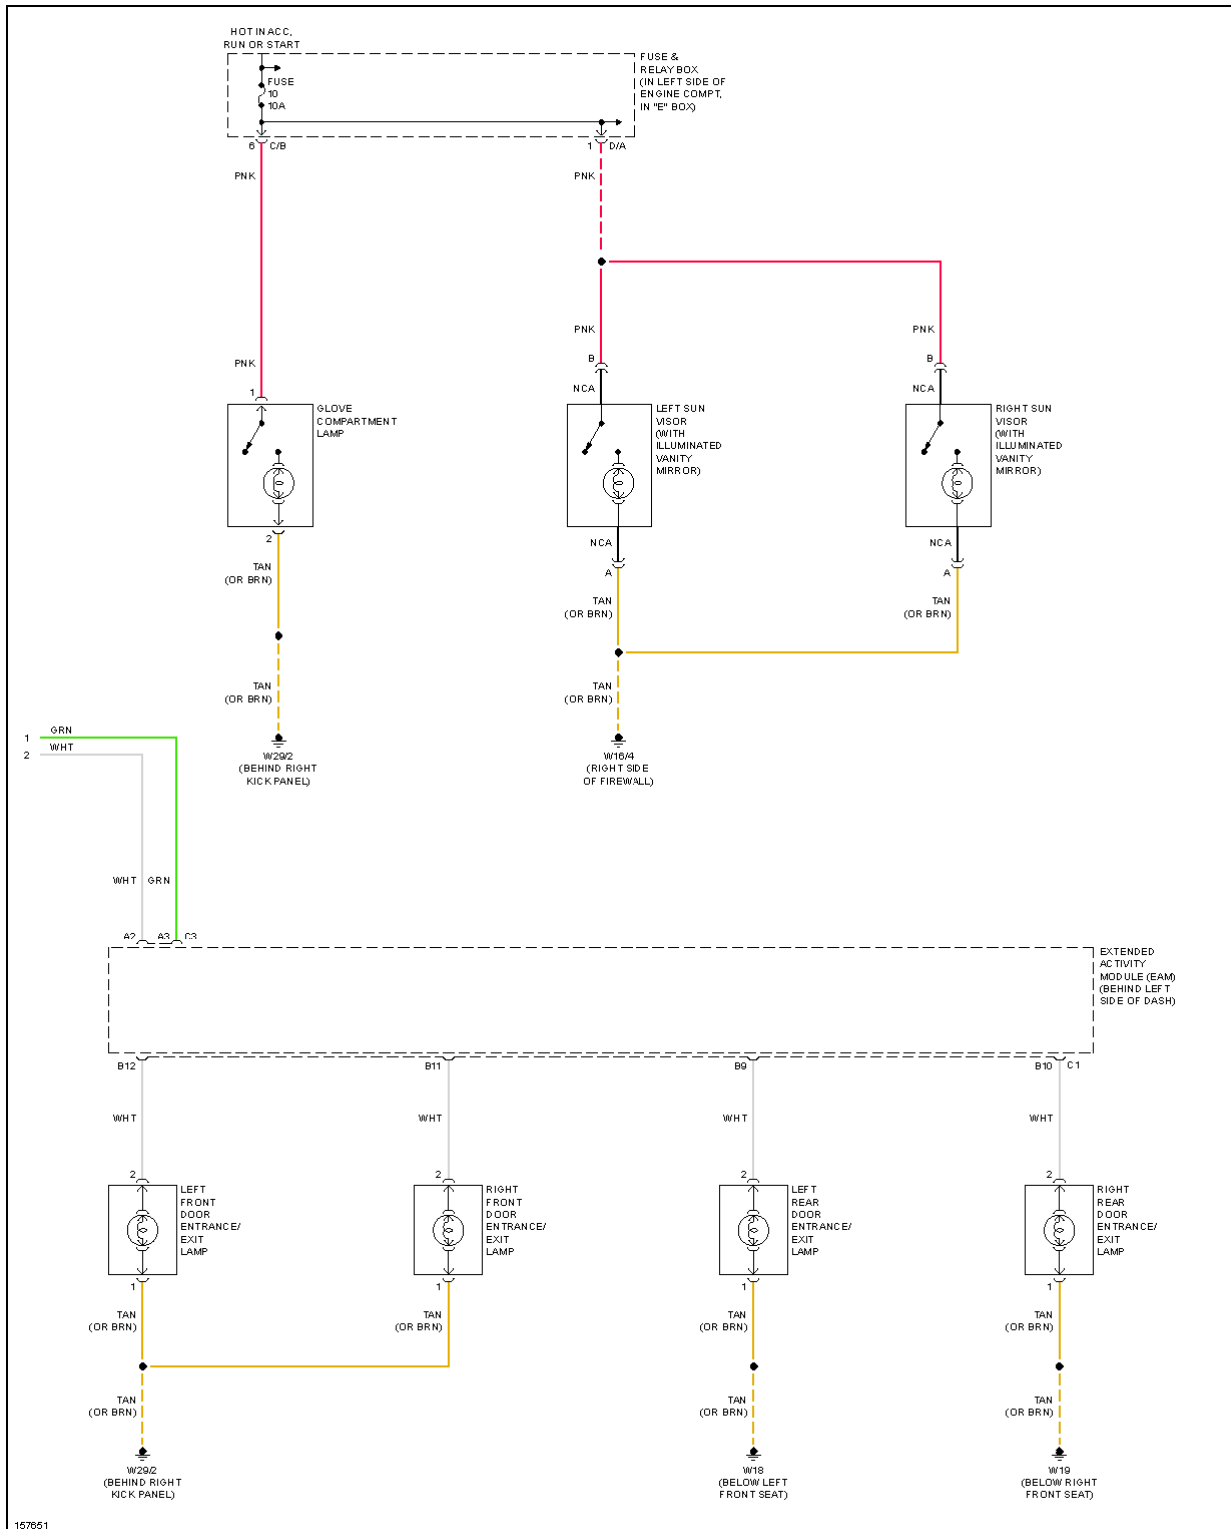 HOT IN ACC,
RUN OR START
FUSE
10
10A
FUSE &
RELAY BOX
(IN LEFT SIDE OF
ENGINE COMPT,
IN "E" BOX)
6 C/B
1 D/A
PNK
PNK
PNK
PNK
PNK
1
B
B
NCA
NCA
GLOVE
COMPARTMENT
LAMP
LEFT SUN
VISOR
(WITH
ILLUMINATED
VANITY
MIRROR)
RIGHT SUN
VISOR
(WITH
ILLUMINATED
VANITY
MIRROR)
2
NCA
NCA
A
A
TAN
(OR BRN)
TAN
(OR BRN)
TAN
(OR BRN)
TAN
(OR BRN)
TAN
(OR BRN)
W29/2
(BEHIND RIGHT
KICK PANEL)
W16/4
(RIGHT SIDE
OF FIREWALL)
1 GRN
2 WHT
WHT GRN
A2 A3 C3
EXTENDED
ACTIVITY
MODULE (EAM)
(BEHIND LEFT
SIDE OF DASH)
B12 B11 B9 B10 C1
WHT WHT WHT WHT
2 2 2 2
LEFT
FRONT
DOOR
ENTRANCE/
EXIT
LAMP
RIGHT
FRONT
DOOR
ENTRANCE/
EXIT
LAMP
LEFT
REAR
DOOR
ENTRANCE/
EXIT
LAMP
RIGHT
REAR
DOOR
ENTRANCE/
EXIT
LAMP
1 1 1 1
TAN
(OR BRN)
TAN
(OR BRN)
TAN
(OR BRN)
TAN
(OR BRN)
TAN
(OR BRN)
TAN
(OR BRN)
TAN
(OR BRN)
W29/2
(BEHIND RIGHT
KICK PANEL)
W18
(BELOW LEFT
FRONT SEAT)
W19
(BELOW RIGHT
FRONT SEAT)
157651